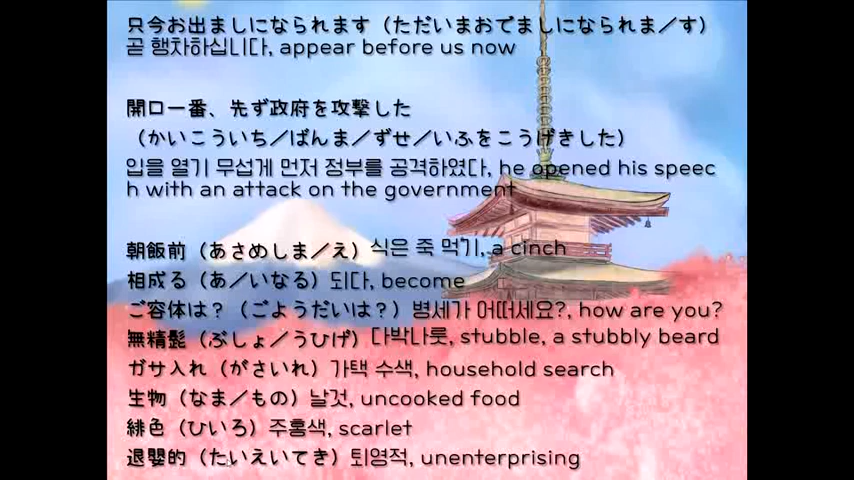 只今お出ましになられます（ただいまおでましになられま／す）
곧 행차하십니다, appear before us now
開口一番、先ず政府を攻撃した
（かいこういち／ばんま／ずせ／いふをこうげきした）
입을 열기 무섭게 먼저 정부를 공격하였다, he opened his speec
h with an attack on the government
朝飯前（あさめしま／え）식은 죽 먹기, a cinch
相成る（あ／いなる）되다, become
ご容体は？（ごようだいは？）병세가 어떠세요?, how are you?
無精髭（ぶしょ／うひげ）다박나룻, stubble, a stubbly beard
ガサ入れ（がさいれ）가택 수색, household search
生物（なま／もの）날것, uncooked food
緋色（ひいろ）주홍색, scarlet
退嬰的（たいえいてき）퇴영적, unenterprising